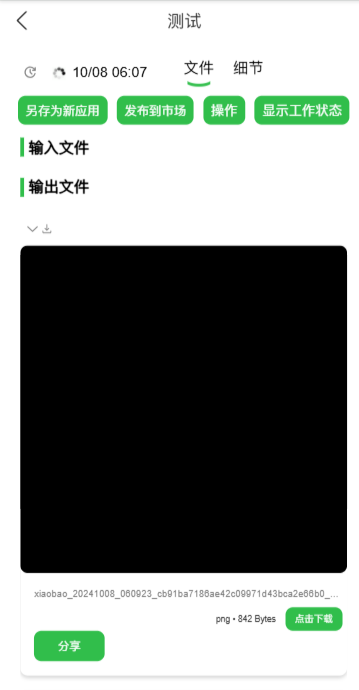 测试
10/08 06:07 文件 细节
另存为新应用 发布到市场 操作 显示工作状态
输入文件
输出文件
xiaobao_20241008_060923_cb91ba7186ae42c09971d43bca2e66b0_...
png • 842 Bytes 点击下载
分享